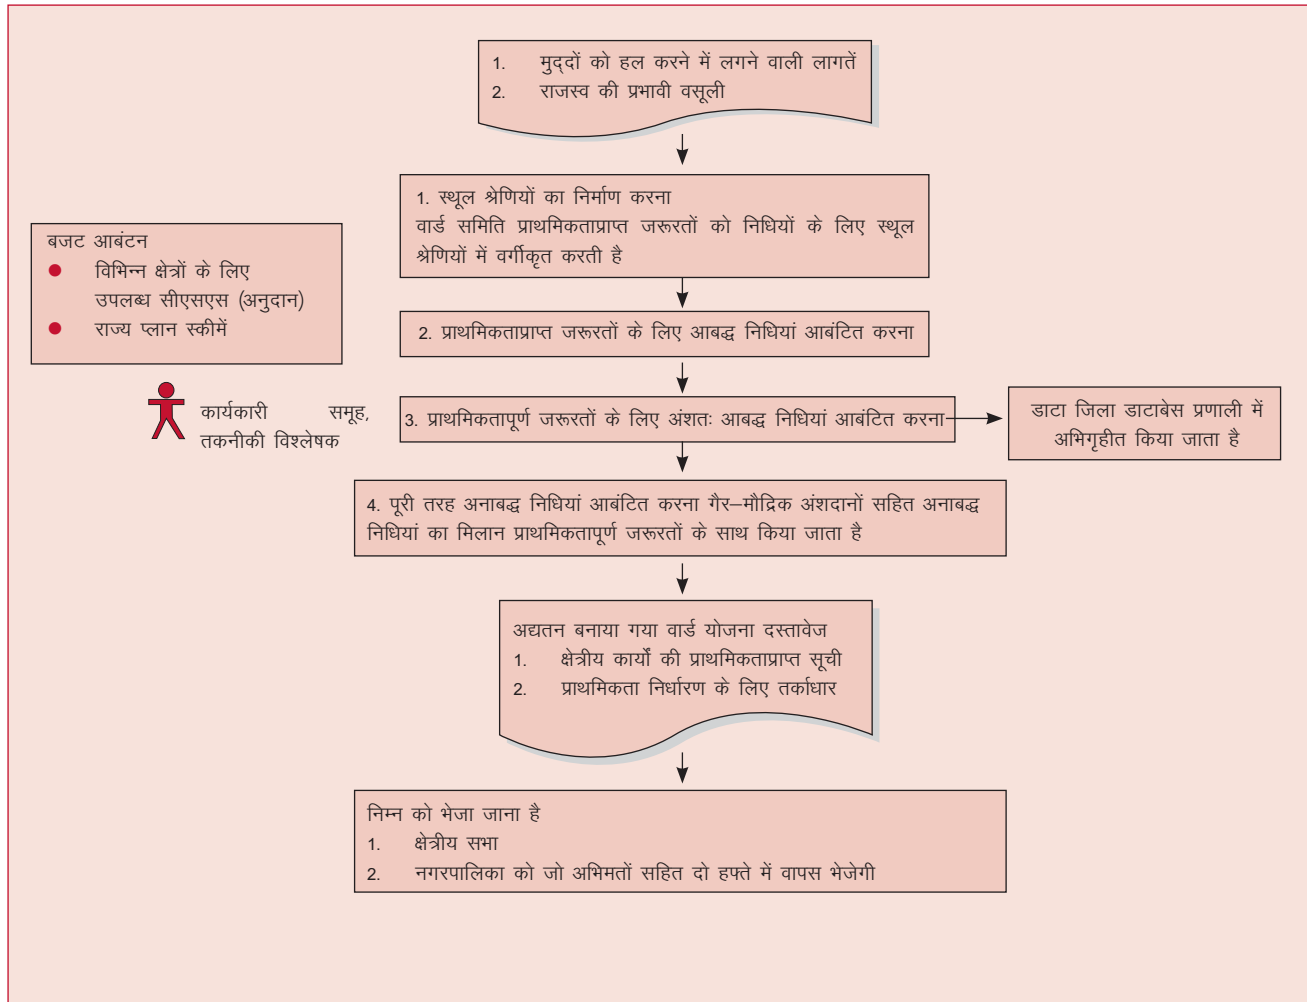 1. मुद्दों को हल करने में लगने वाली लागतें
2. राजस्व की प्रभावी वसूली
1. स्थूल श्रेणियों का निर्माण करना
वार्ड समिति प्राथमिकताप्राप्त जरूरतों को निधियों के लिए स्थूल
श्रेणियों में वर्गीकृत करती है
बजट आबंटन
● विभिन्न क्षेत्रों के लिए
उपलब्ध सीएसएस (अनुदान)
● राज्य प्लान स्कीमें
2. प्राथमिकताप्राप्त जरूरतों के लिए आबद्ध निधियां आबंटित करना
कार्यकारी समूह,
तकनीकी विश्लेषक
3. प्राथमिकतापूर्ण जरूरतों के लिए अंशतः आबद्ध निधियां आबंटित करना
डाटा जिला डाटाबेस प्रणाली में
अभिगृहीत किया जाता है
4. पूरी तरह अनाबद्ध निधियां आबंटित करना गैर–मौद्रिक अंशदानों सहित अनाबद्ध
निधियां का मिलान प्राथमिकतापूर्ण जरूरतों के साथ किया जाता है
अद्यतन बनाया गया वार्ड योजना दस्तावेज
1. क्षेत्रीय कार्यों की प्राथमिकताप्राप्त सूची
2. प्राथमिकता निर्धारण के लिए तर्काधार
निम्न को भेजा जाना है
1. क्षेत्रीय सभा
2. नगरपालिका को जो अभिमतों सहित दो हफ्ते में वापस भेजेगी